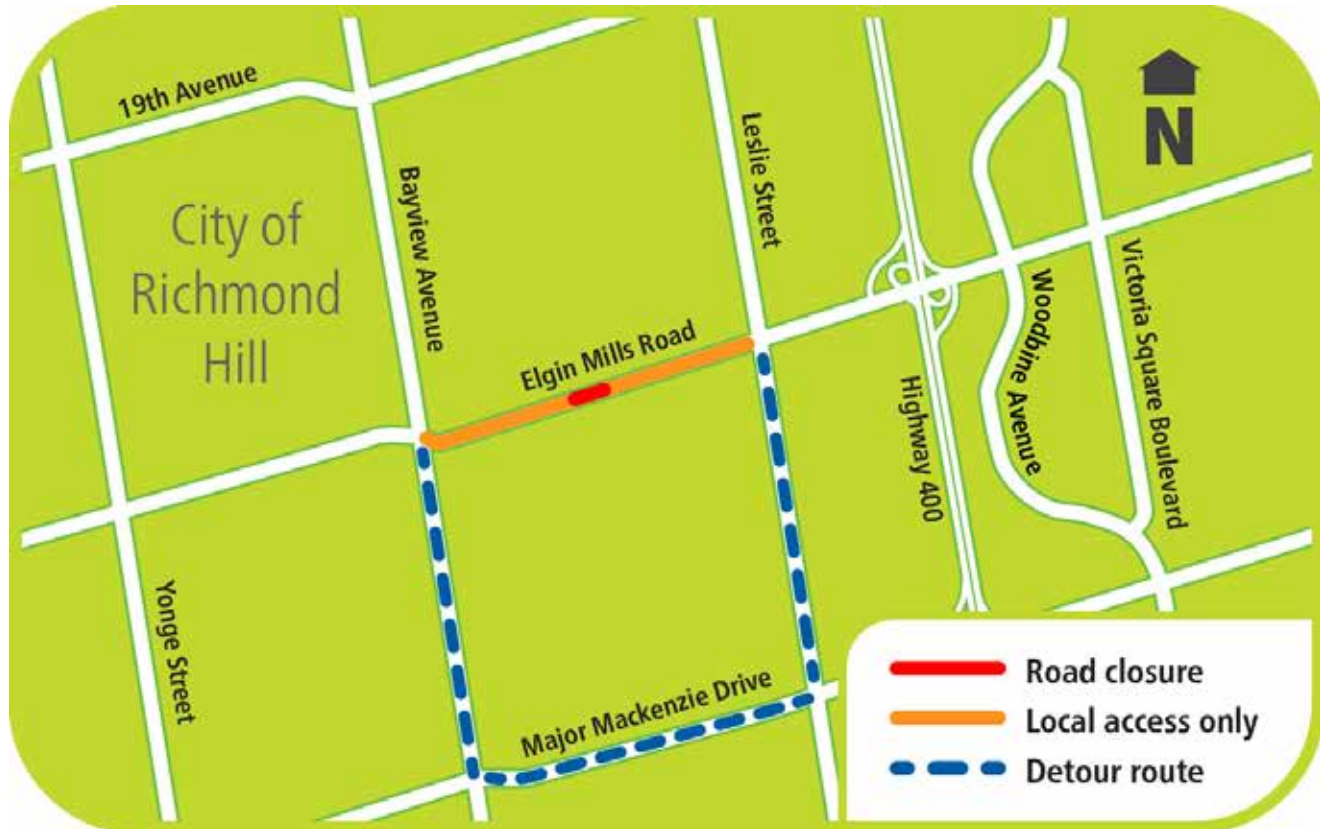 19th Avenue
City of
Richmond
Hill
Bayview Avenue
Leslie Street
N
Elgin Mills Road
Highway 400
Woodbine Avenue
Victoria Square Boulevard
Yonge Street
Major Mackenzie Drive
Road closure
Local access only
Detour route